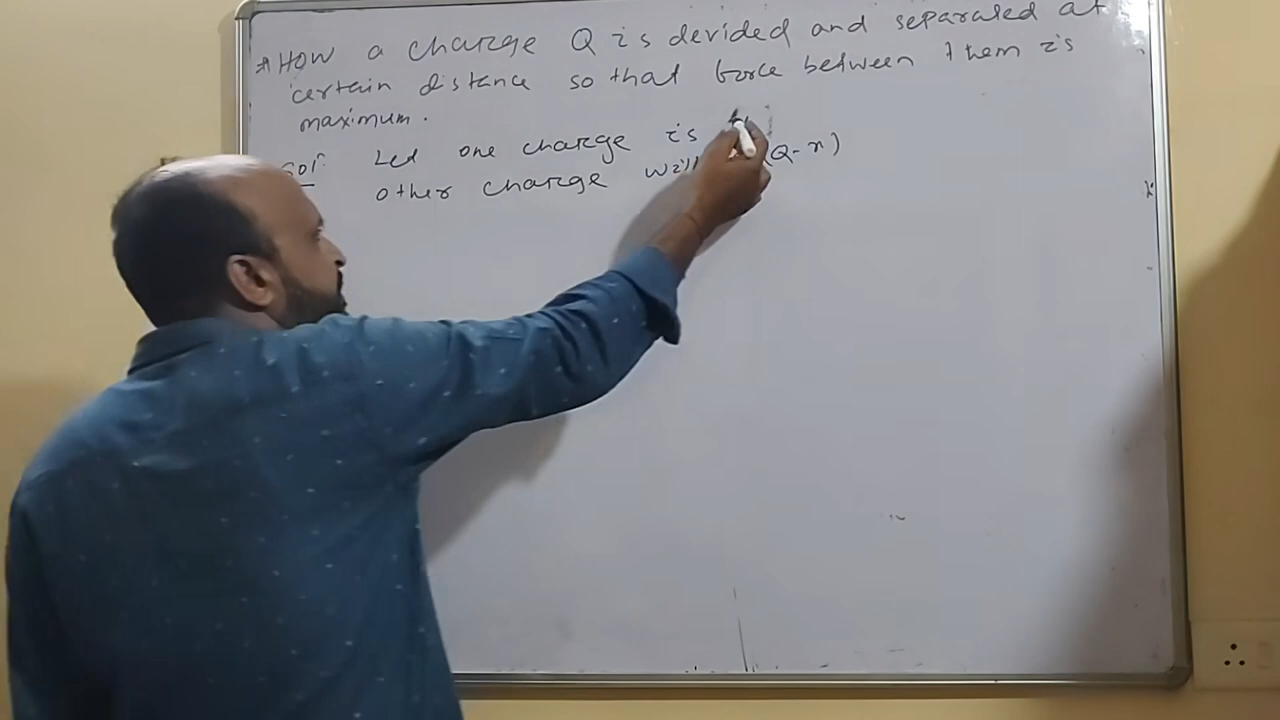 * How a charge Q is devided and separated at
certain distance so that force between them is
maximum.
Sol. Let one charge is
other charge will (Q-x)